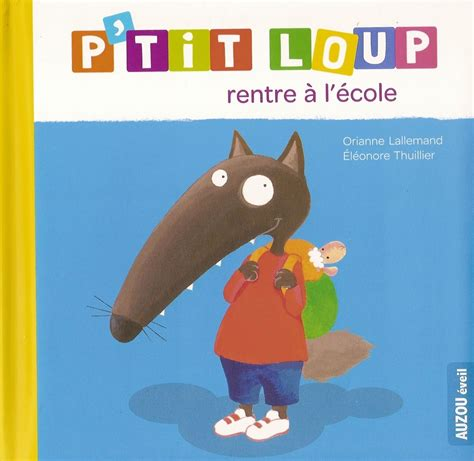 P'TIT LOUP
rentre à l'école
Orianne Lallemand
Éléonore Thuillier
AUZOU éveil